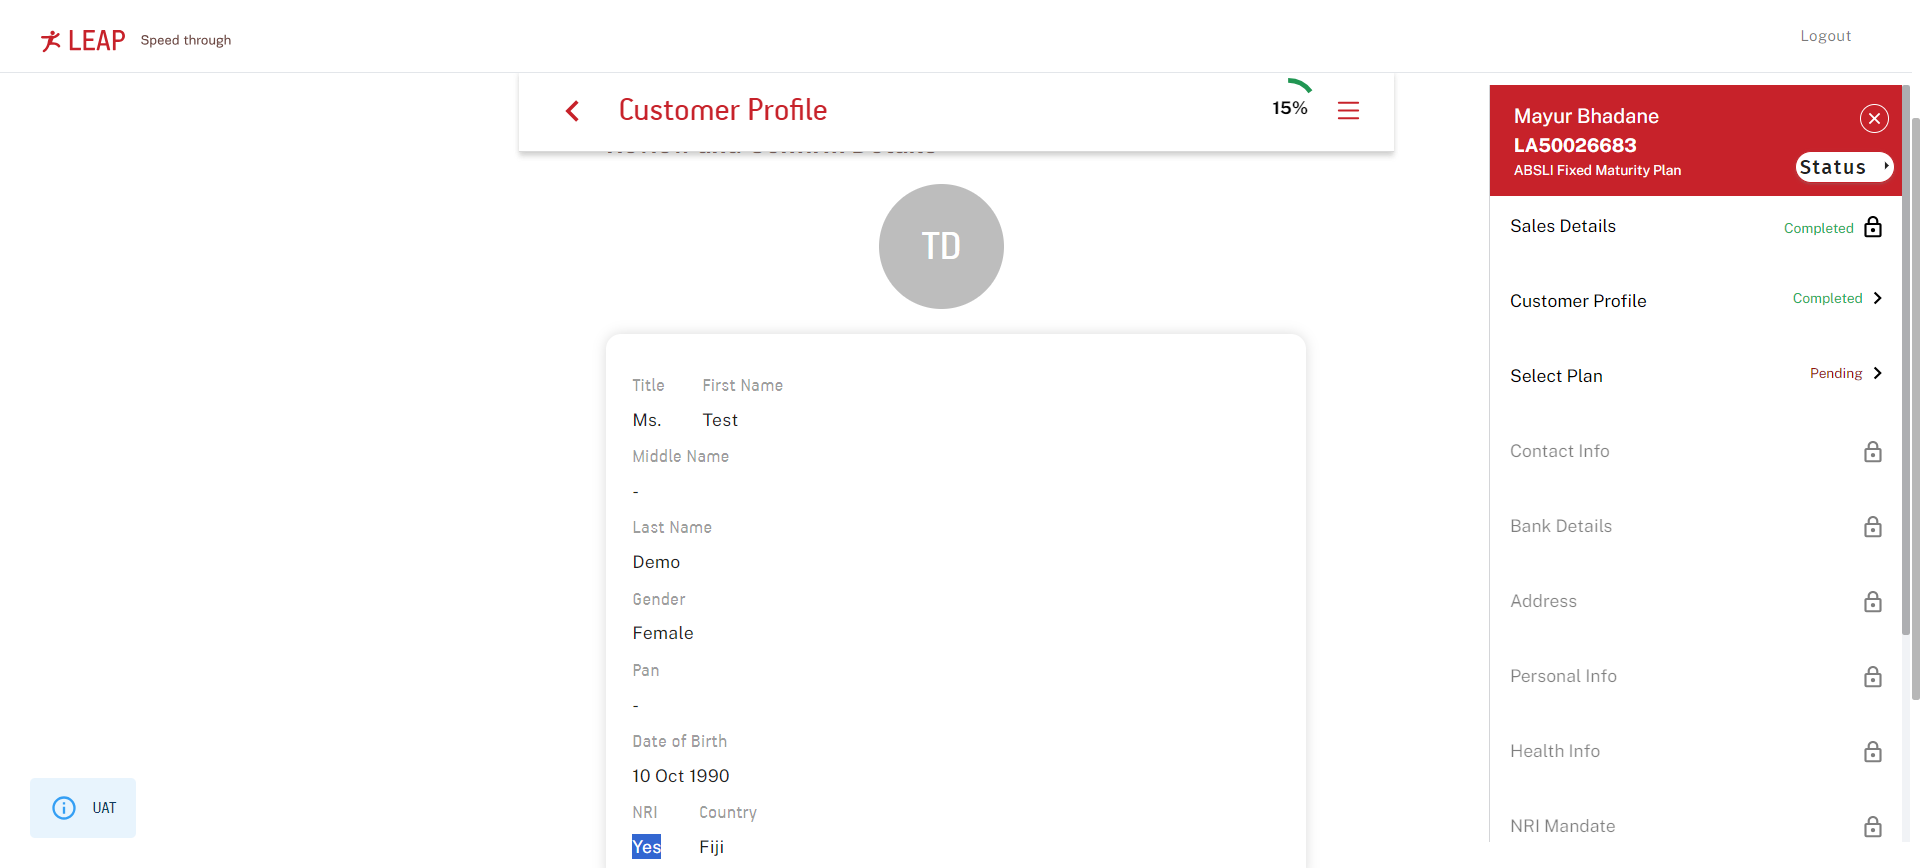 LEAP Speed through
Logout
Customer Profile
15%
TD
Title First Name
Ms. Test
Middle Name
-
Last Name
Demo
Gender
Female
Pan
-
Date of Birth
10 Oct 1990
NRI Country
Yes Fiji
UAT
Mayur Bhadane
LA50026683
ABSLI Fixed Maturity Plan
Status
Sales Details Completed
Customer Profile Completed
Select Plan Pending
Contact Info
Bank Details
Address
Personal Info
Health Info
NRI Mandate